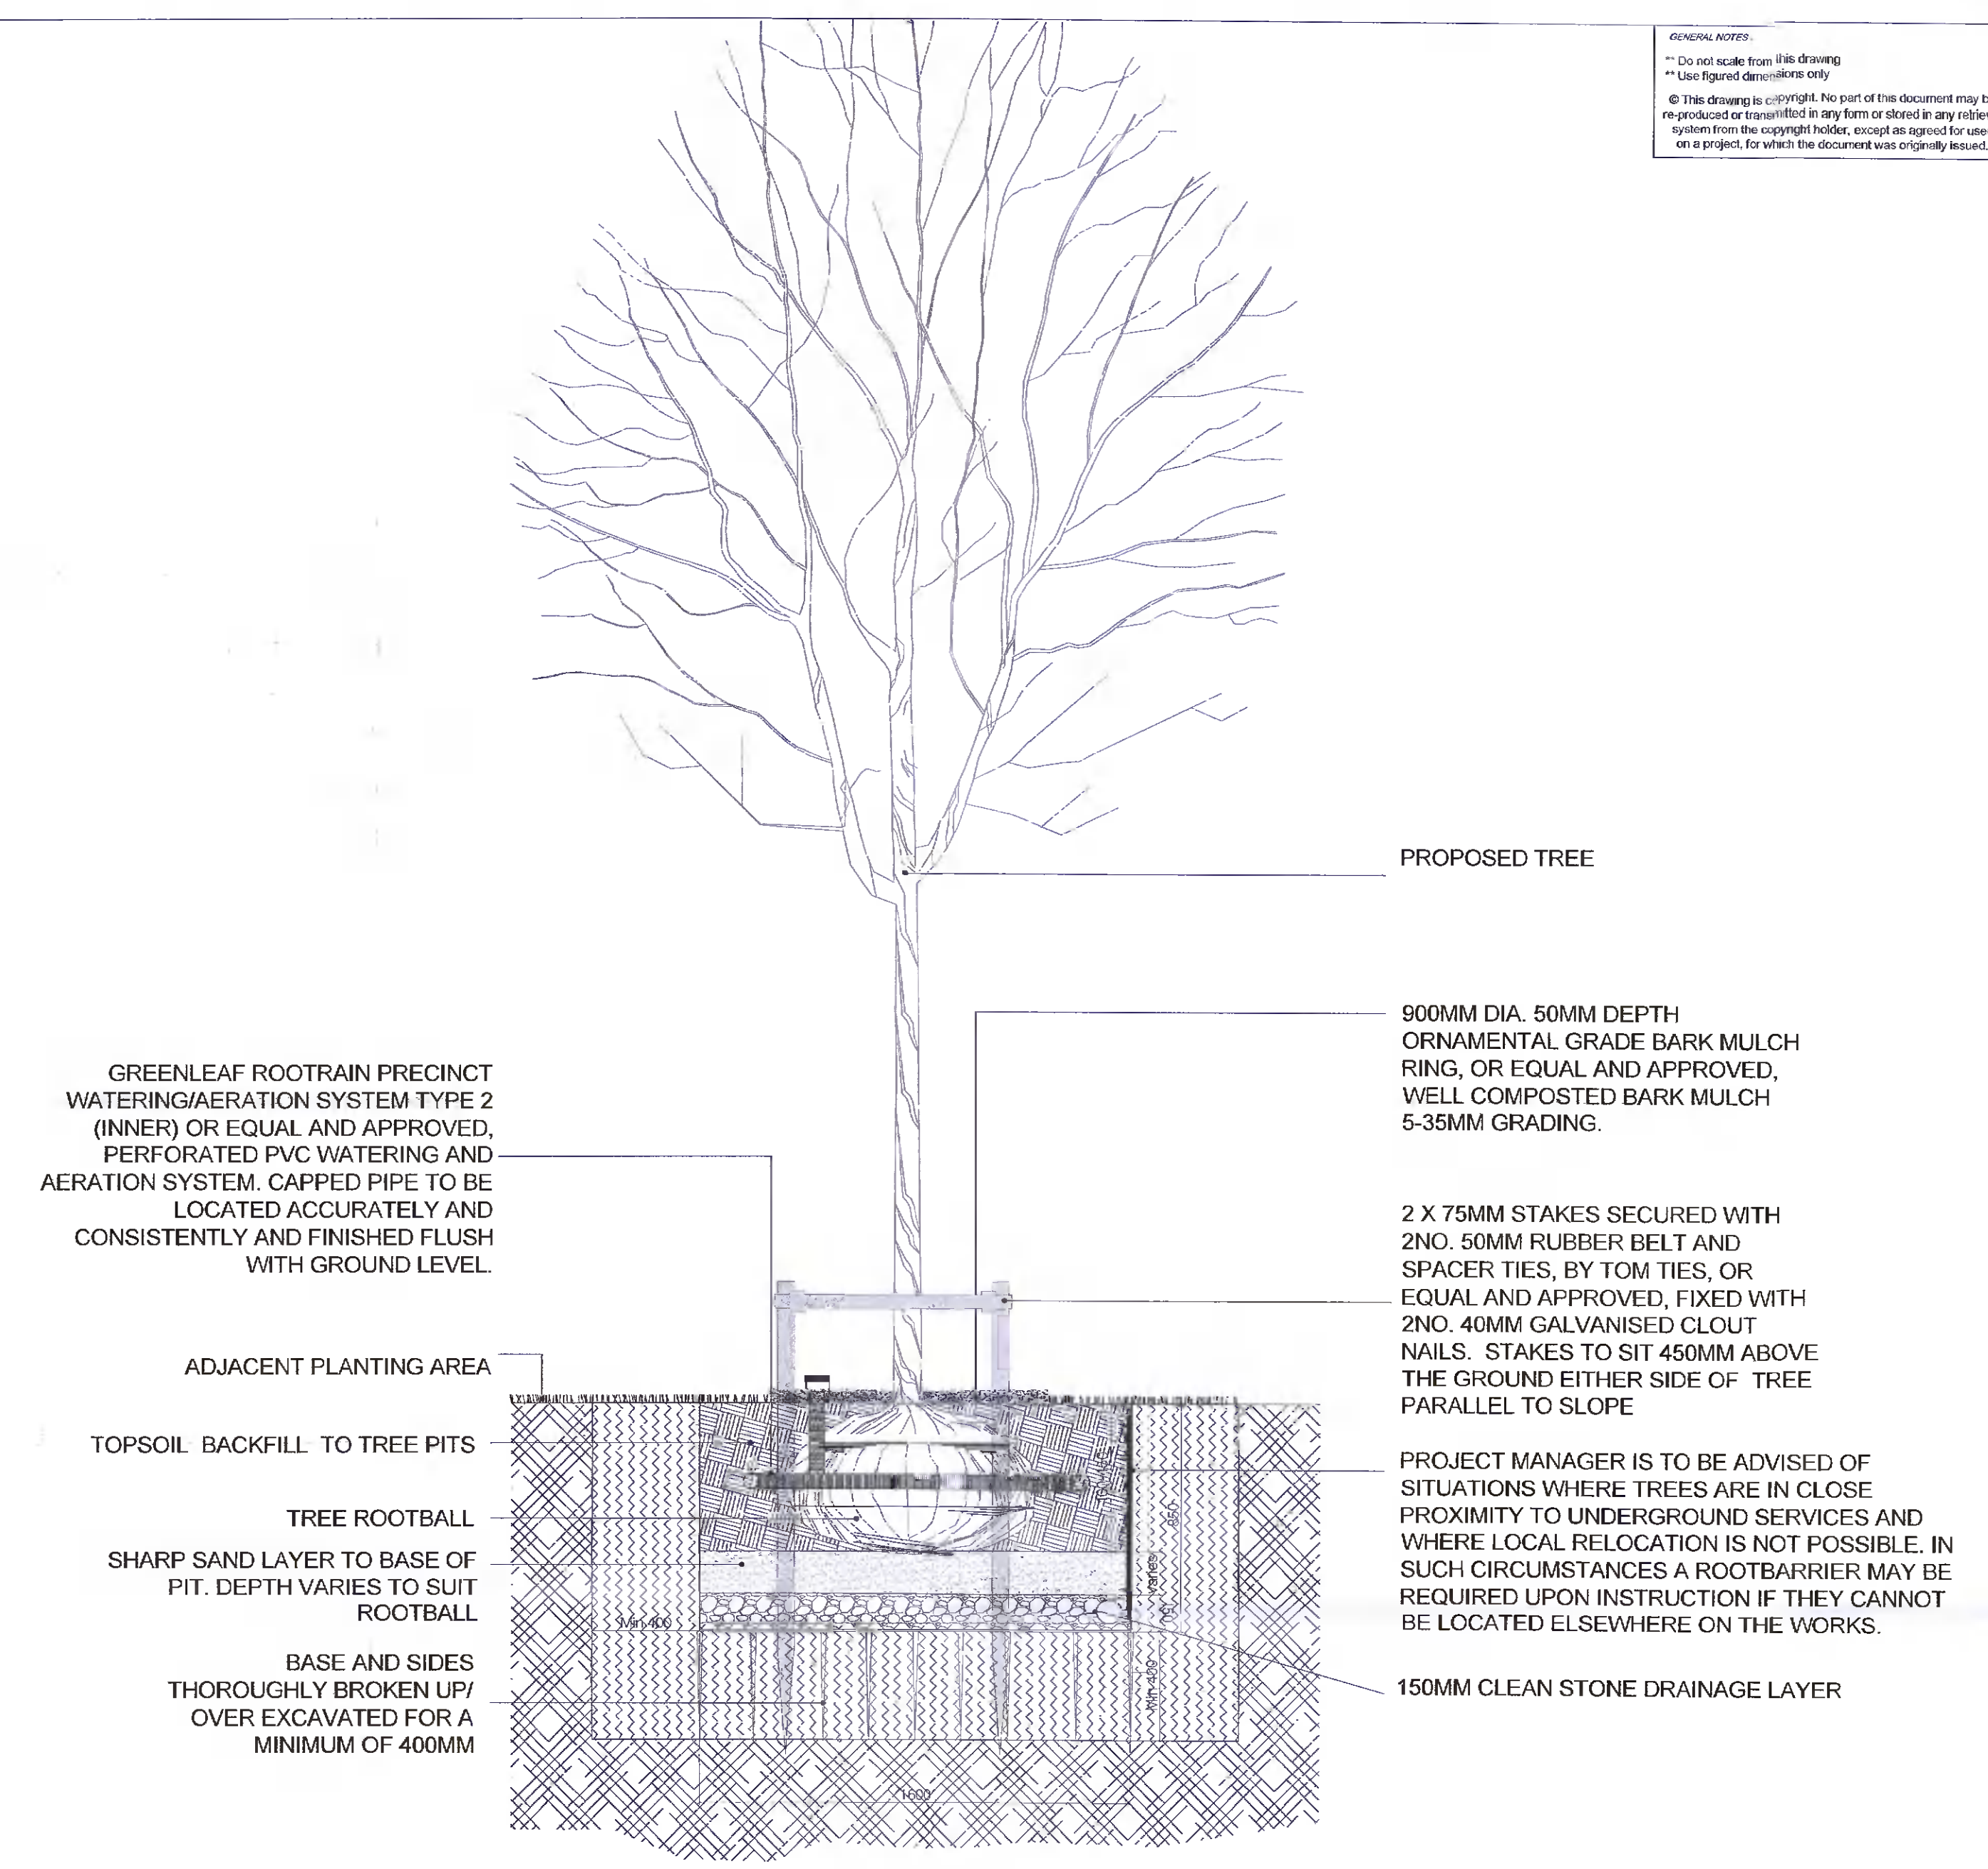 GENERAL NOTES
** Do not scale from this drawing
** Use figured dimensions only
© This drawing is copyright. No part of this document may b
re-produced or transmitted in any form or stored in any retrie
system from the copyright holder, except as agreed for use
on a project, for which the document was originally issued.
PROPOSED TREE
900MM DIA. 50MM DEPTH
ORNAMENTAL GRADE BARK MULCH
RING, OR EQUAL AND APPROVED,
WELL COMPOSTED BARK MULCH
5-35MM GRADING.
GREENLEAF ROOTRAIN PRECINCT
WATERING/AERATION SYSTEM TYPE 2
(INNER) OR EQUAL AND APPROVED,
PERFORATED PVC WATERING AND
AERATION SYSTEM. CAPPED PIPE TO BE
LOCATED ACCURATELY AND
CONSISTENTLY AND FINISHED FLUSH
WITH GROUND LEVEL.
2 X 75MM STAKES SECURED WITH
2NO. 50MM RUBBER BELT AND
SPACER TIES, BY TOM TIES, OR
EQUAL AND APPROVED, FIXED WITH
2NO. 40MM GALVANISED CLOUT
NAILS. STAKES TO SIT 450MM ABOVE
THE GROUND EITHER SIDE OF TREE
PARALLEL TO SLOPE
ADJACENT PLANTING AREA
TOPSOIL BACKFILL TO TREE PITS
TREE ROOTBALL
SHARP SAND LAYER TO BASE OF
PIT. DEPTH VARIES TO SUIT
ROOTBALL
BASE AND SIDES
THOROUGHLY BROKEN UP/
OVER EXCAVATED FOR A
MINIMUM OF 400MM
PROJECT MANAGER IS TO BE ADVISED OF
SITUATIONS WHERE TREES ARE IN CLOSE
PROXIMITY TO UNDERGROUND SERVICES AND
WHERE LOCAL RELOCATION IS NOT POSSIBLE. IN
SUCH CIRCUMSTANCES A ROOTBARRIER MAY BE
REQUIRED UPON INSTRUCTION IF THEY CANNOT
BE LOCATED ELSEWHERE ON THE WORKS.
150MM CLEAN STONE DRAINAGE LAYER
850
varies
Min 400
Min 400
1600